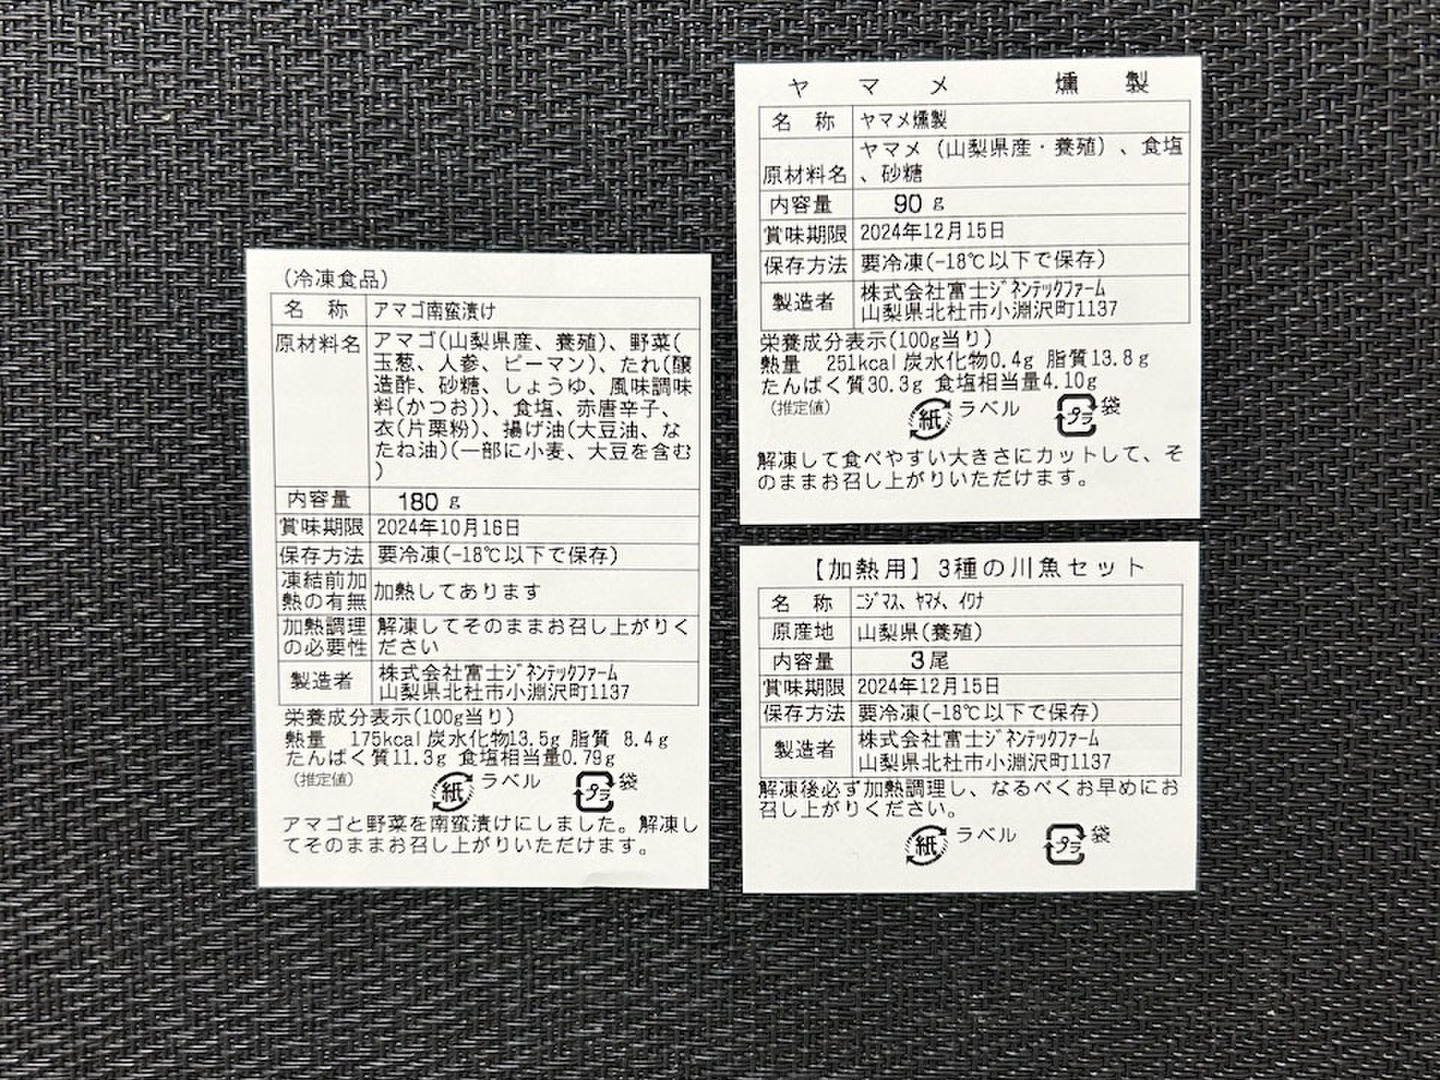 (冷凍食品)
名 称 アマゴ南蛮漬け
原材料名 アマゴ(山梨県産、養殖)、野菜(
玉葱、人参、ピーマン)、たれ(醸
造酢、砂糖、しょうゆ、風味調味
料(かつお))、食塩、赤唐辛子、
衣(片栗粉)、揚げ油(大豆油、な
たね油)(一部に小麦、大豆を含む
)
内容量 180 g
賞味期限 2024年10月16日
保存方法 要冷凍(-18℃以下で保存)
凍結前加
熱の有無 加熱してあります
加熱調理 解凍してそのままお召し上がりく
の必要性 ださい
製造者 株式会社富士ジネンテックファーム
山梨県北杜市小淵沢町1137
栄養成分表示(100g当り)
熱量 175kcal 炭水化物13.5g 脂質 8.4g
たんぱく質11.3g 食塩相当量0.79g
(推定値) 紙 ラベル プラ 袋
アマゴと野菜を南蛮漬けにしました。解凍し
てそのままお召し上がりいただけます。
ヤマメ 燻製
名 称 ヤマメ燻製
原材料名 ヤマメ(山梨県産・養殖)、食塩
、砂糖
内容量 90 g
賞味期限 2024年12月15日
保存方法 要冷凍(-18℃以下で保存)
製造者 株式会社富士ジネンテックファーム
山梨県北杜市小淵沢町1137
栄養成分表示(100g当り)
熱量 251kcal 炭水化物0.4g 脂質13.8g
たんぱく質30.3g 食塩相当量4.10g
(推定値) 紙 ラベル プラ 袋
解凍して食べやすい大きさにカットして、そ
のままお召し上がりいただけます。
【加熱用】3種の川魚セット
名 称 ニジマス、ヤマメ、イワナ
原産地 山梨県(養殖)
内容量 3尾
賞味期限 2024年12月15日
保存方法 要冷凍(-18℃以下で保存)
製造者 株式会社富士ジネンテックファーム
山梨県北杜市小淵沢町1137
解凍後必ず加熱調理し、なるべくお早めにお
召し上がりください。
紙 ラベル プラ 袋